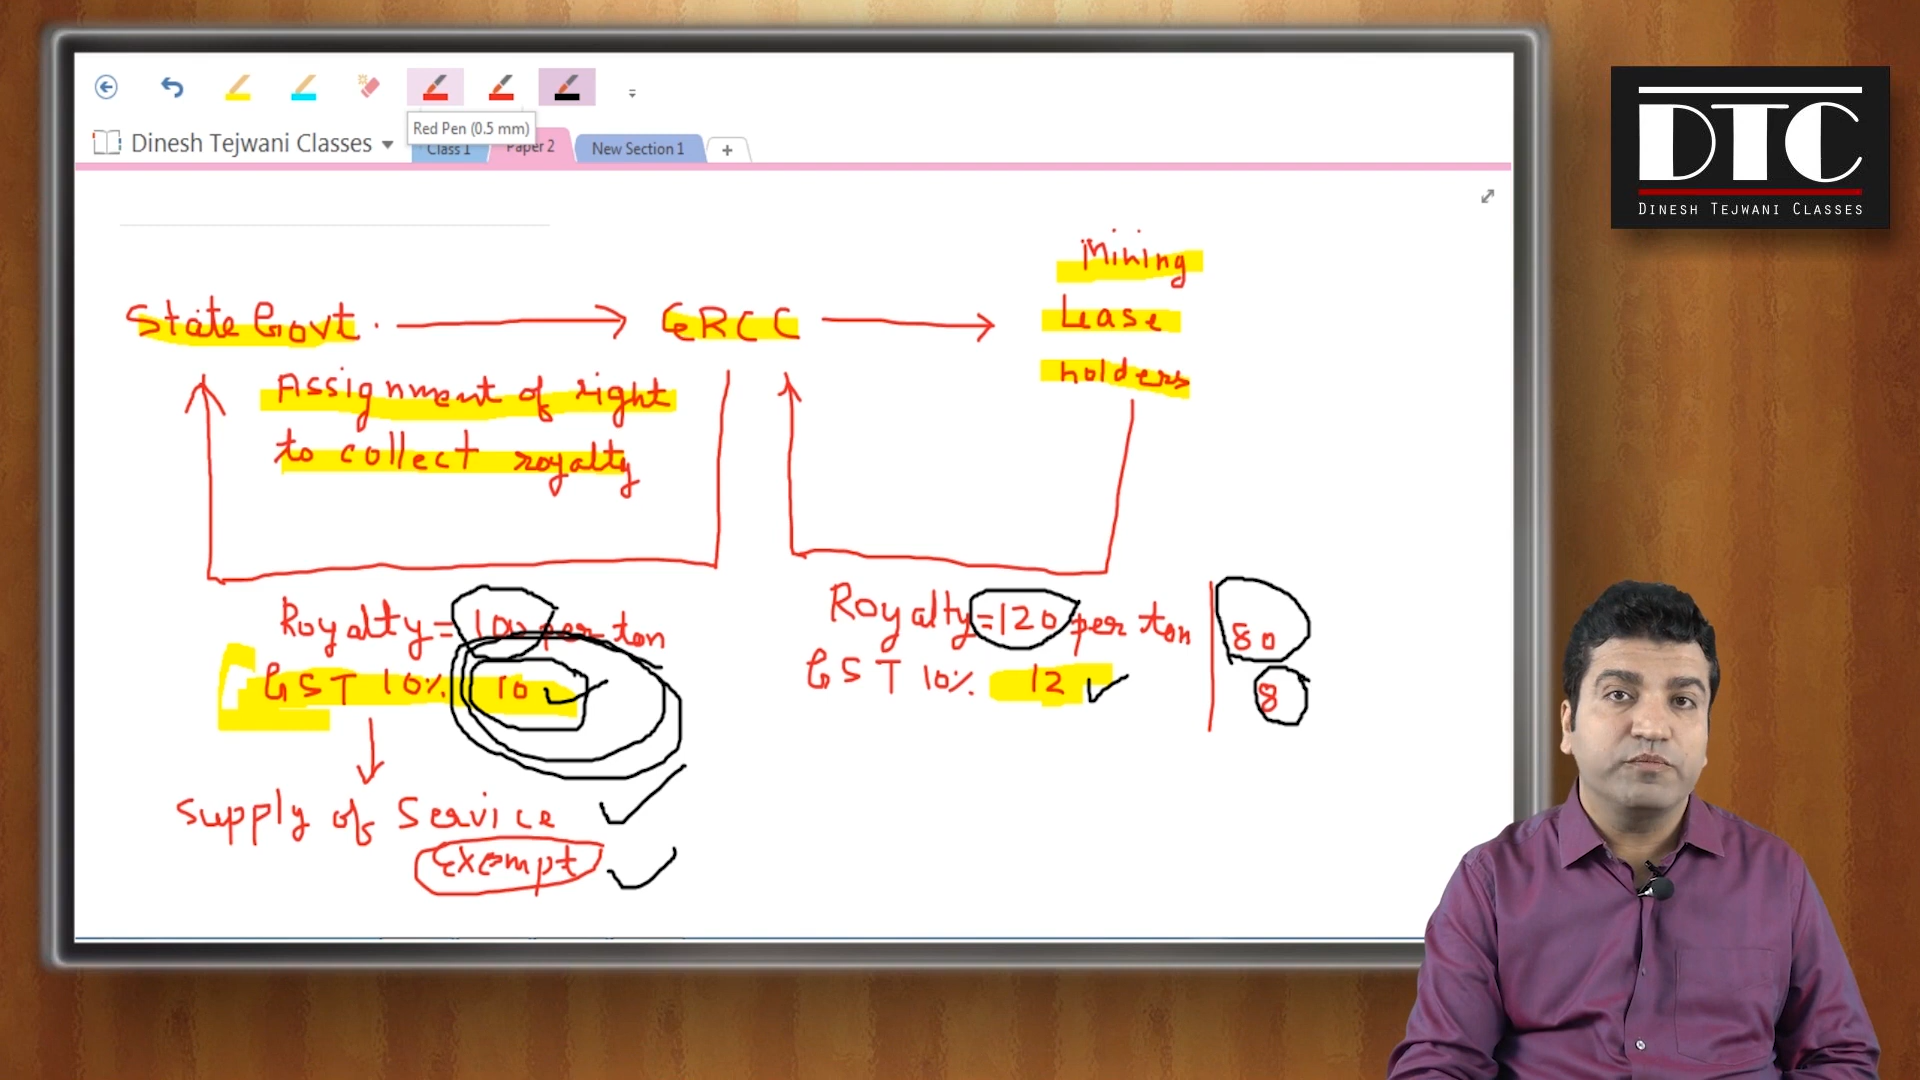 Red Pen (0.5 mm)
Dinesh Tejwani Classes
Class 1
Paper 2
New Section 1
+
DTC
DINESH TEJWANI CLASSES
State Govt.
ERCC
Mining
Lease
holders
Assignment of right
to collect royalty
Royalty = 100 per ton
GST 10% 10
Royalty = 120 per ton
GST 10% 12
80
8
Supply of Service
Exempt